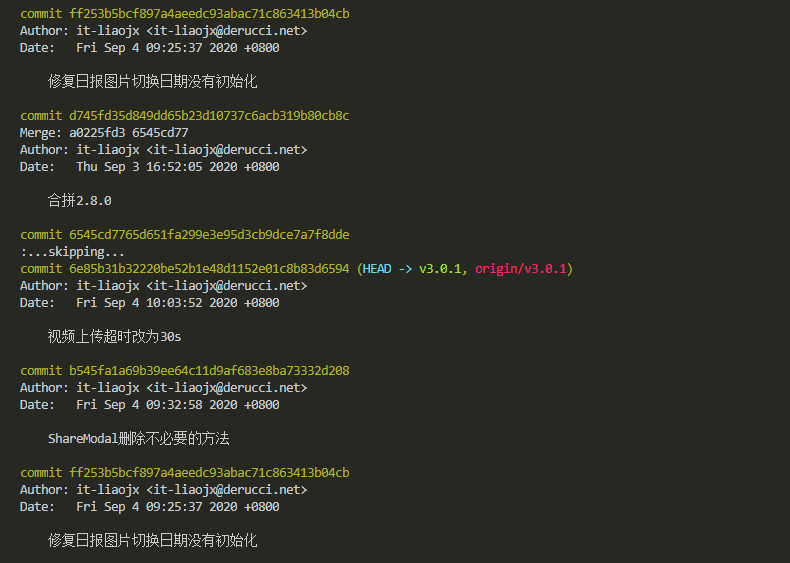 commit ff253b5bcf897a4aeedc93abac71c863413b04cb
Author: it-liaojx <it-liaojx@derucci.net>
Date:   Fri Sep 4 09:25:37 2020 +0800
修复日报图片切换日期没有初始化
commit d745fd35d849dd65b23d10737c6acb319b80cb8c
Merge: a0225fd3 6545cd77
Author: it-liaojx <it-liaojx@derucci.net>
Date:   Thu Sep 3 16:52:05 2020 +0800
合拼2.8.0
commit 6545cd7765d651fa299e3e95d3cb9dce7a7f8dde
:...skipping...
commit 6e85b31b32220be52b1e48d1152e01c8b83d6594 (HEAD -> v3.0.1, origin/v3.0.1)
Author: it-liaojx <it-liaojx@derucci.net>
Date:   Fri Sep 4 10:03:52 2020 +0800
视频上传超时改为30s
commit b545fa1a69b39ee64c11d9af683e8ba73332d208
Author: it-liaojx <it-liaojx@derucci.net>
Date:   Fri Sep 4 09:32:58 2020 +0800
ShareModal删除不必要的方法
commit ff253b5bcf897a4aeedc93abac71c863413b04cb
Author: it-liaojx <it-liaojx@derucci.net>
Date:   Fri Sep 4 09:25:37 2020 +0800
修复日报图片切换日期没有初始化